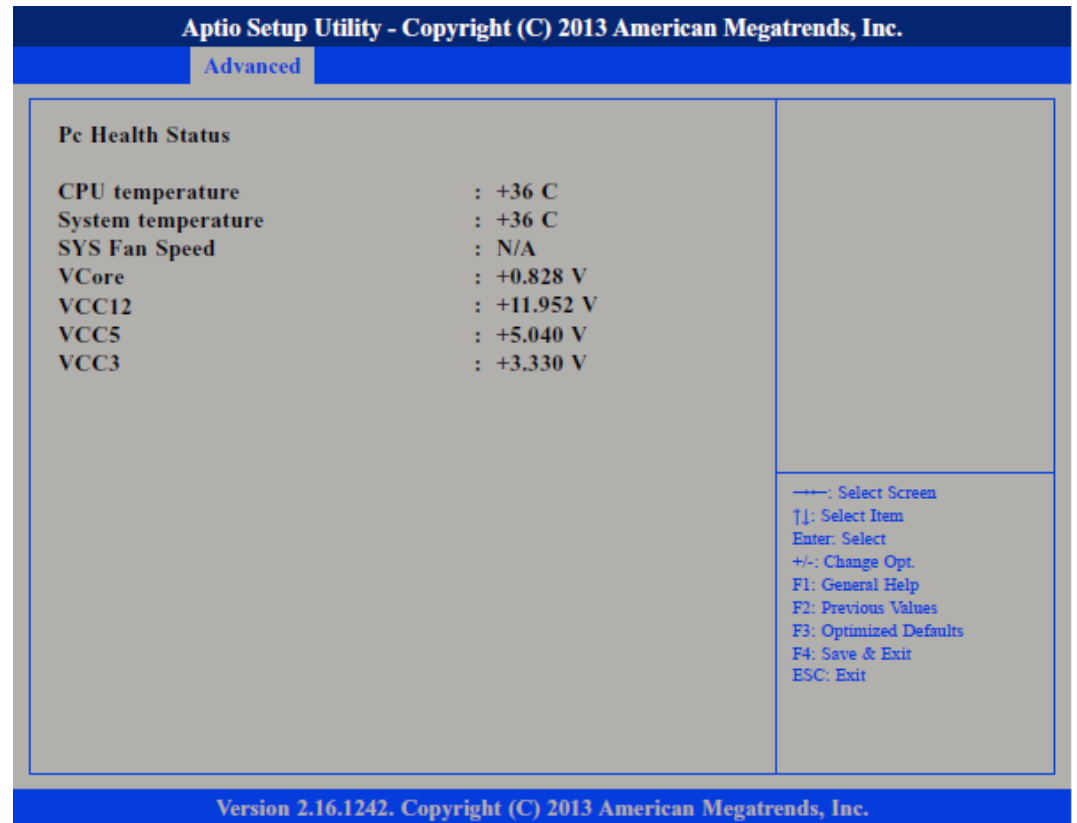 Aptio Setup Utility - Copyright (C) 2013 American Megatrends, Inc.
Advanced
Pc Health Status
CPU temperature : +36 C
System temperature : +36 C
SYS Fan Speed : N/A
VCore : +0.828 V
VCC12 : +11.952 V
VCC5 : +5.040 V
VCC3 : +3.330 V
→←: Select Screen
↑↓: Select Item
Enter: Select
+/-: Change Opt.
F1: General Help
F2: Previous Values
F3: Optimized Defaults
F4: Save & Exit
ESC: Exit
Version 2.16.1242. Copyright (C) 2013 American Megatrends, Inc.